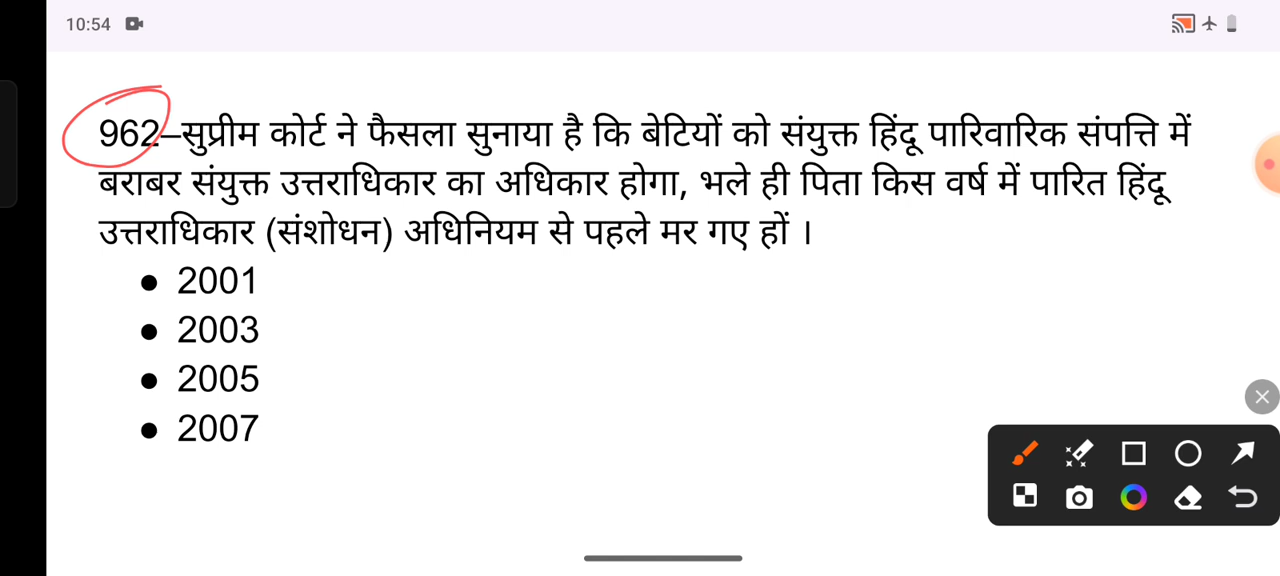 10:54
962–सुप्रीम कोर्ट ने फैसला सुनाया है कि बेटियों को संयुक्त हिंदू पारिवारिक संपत्ति में
बराबर संयुक्त उत्तराधिकार का अधिकार होगा, भले ही पिता किस वर्ष में पारित हिंदू
उत्तराधिकार (संशोधन) अधिनियम से पहले मर गए हों ।
● 2001
● 2003
● 2005
● 2007